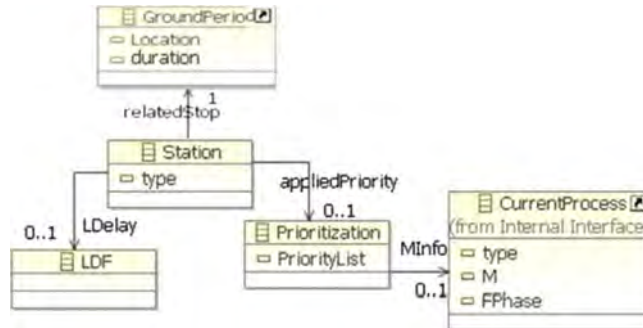 GroundPeriod
Location
duration
1
relatedStop
Station
type
appliedPriority
0..1
LDelay
0..1
LDF
Prioritization
PriorityList
MInfo
0..1
CurrentProcess
(from Internal Interface
type
M
FPhase